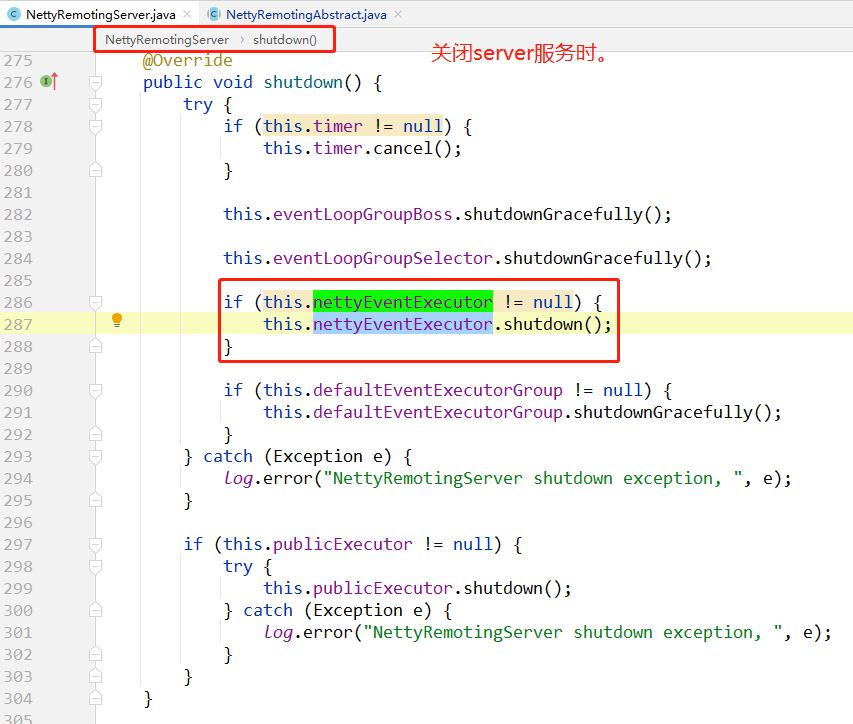 NettyRemotingServer.java × NettyRemotingAbstract.java ×
NettyRemotingServer › shutdown()
关闭server服务时。
275 @Override
276 public void shutdown() {
277 try {
278 if (this.timer != null) {
279 this.timer.cancel();
280 }
281
282 this.eventLoopGroupBoss.shutdownGracefully();
283
284 this.eventLoopGroupSelector.shutdownGracefully();
285
286 if (this.nettyEventExecutor != null) {
287 this.nettyEventExecutor.shutdown();
288 }
289
290 if (this.defaultEventExecutorGroup != null) {
291 this.defaultEventExecutorGroup.shutdownGracefully();
292 }
293 } catch (Exception e) {
294 log.error("NettyRemotingServer shutdown exception, ", e);
295 }
296
297 if (this.publicExecutor != null) {
298 try {
299 this.publicExecutor.shutdown();
300 } catch (Exception e) {
301 log.error("NettyRemotingServer shutdown exception, ", e);
302 }
303 }
304 }
305